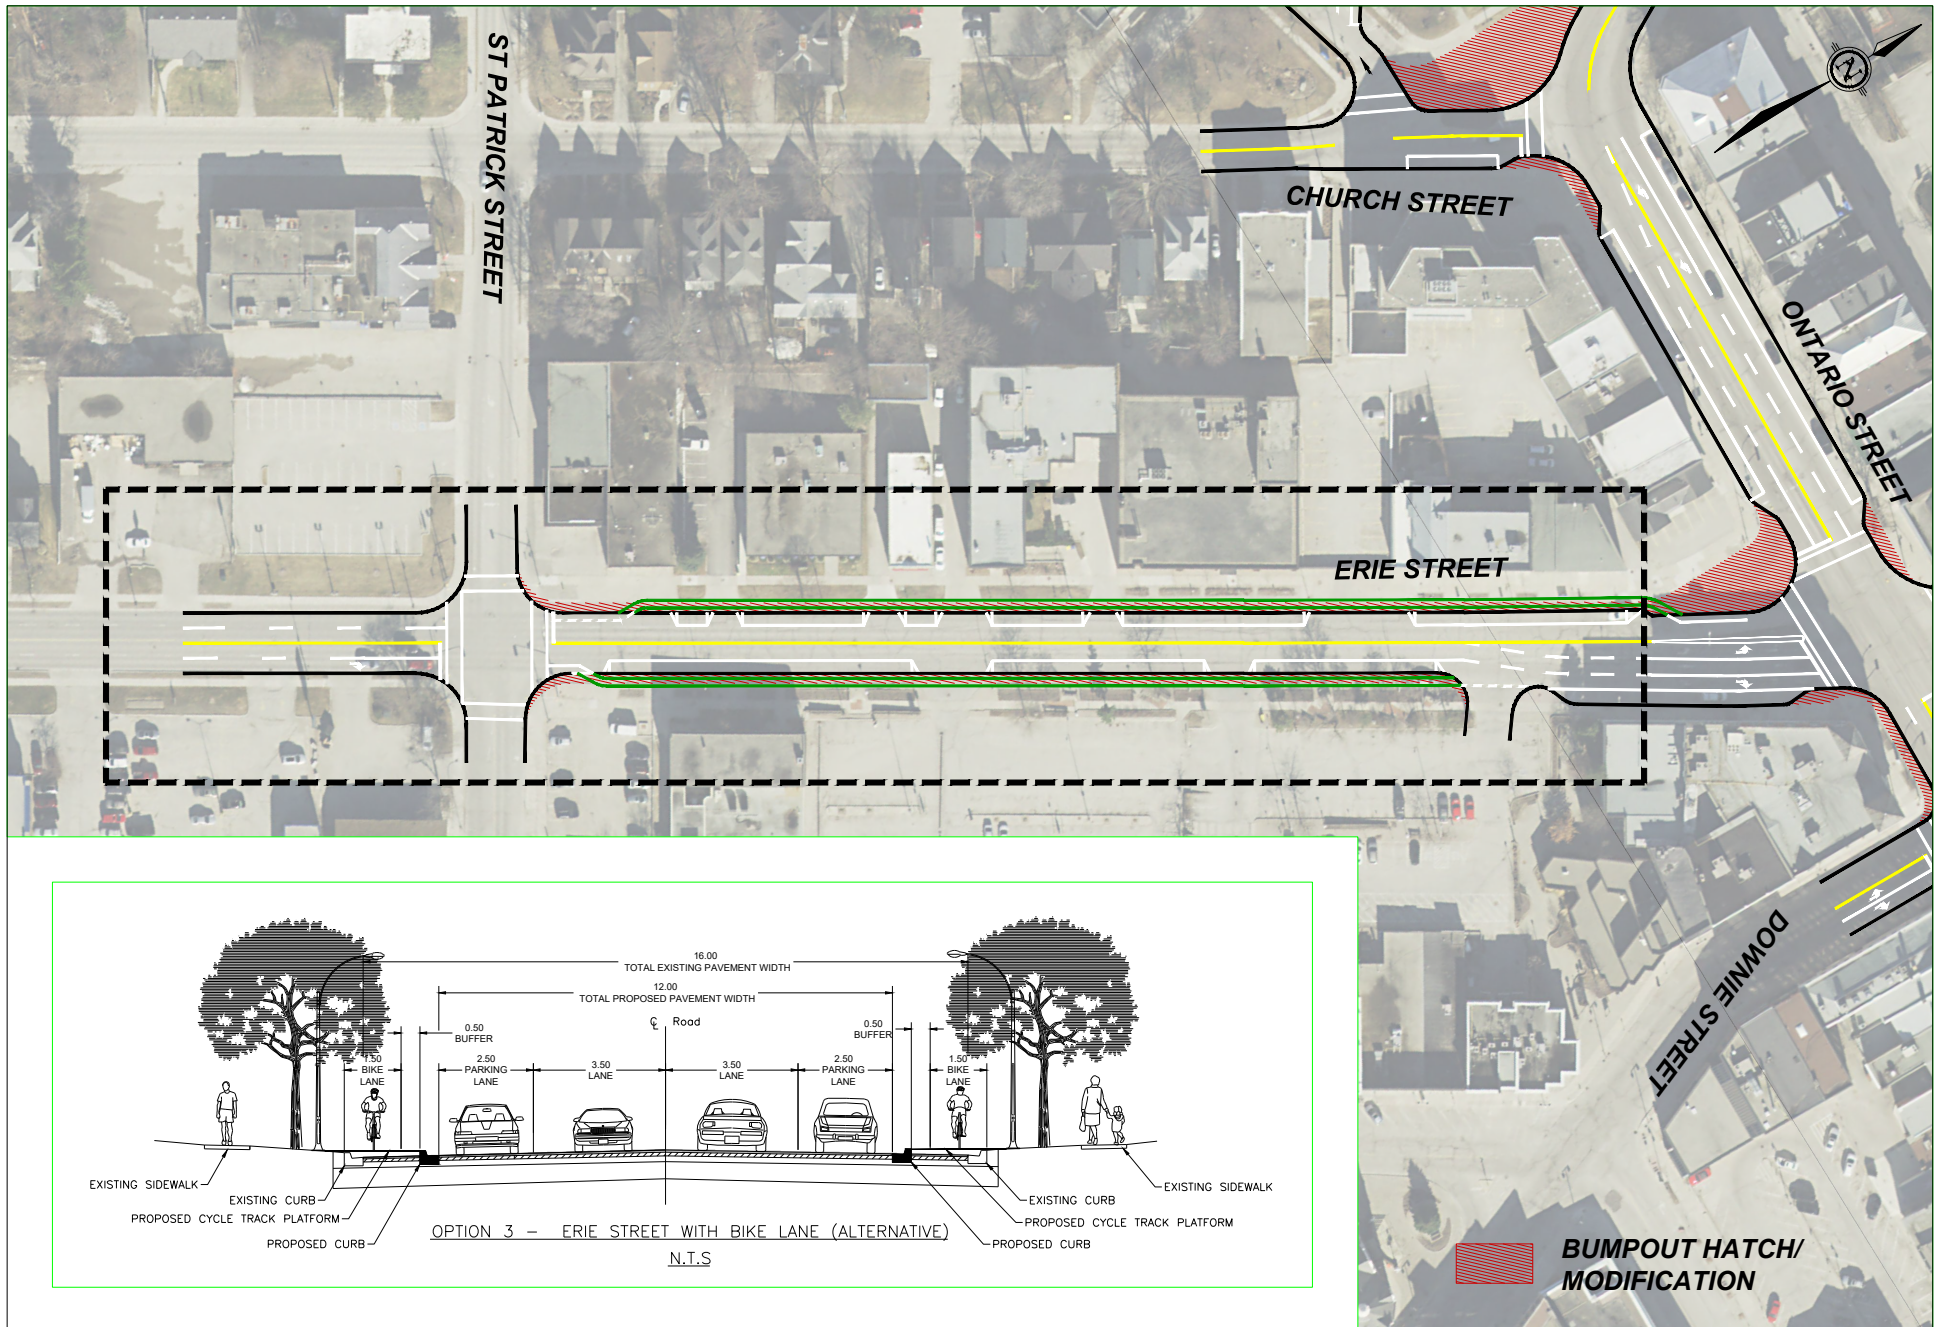 ST PATRICK STREET
N
CHURCH STREET
ONTARIO STREET
ERIE STREET
DOWNIE STREET
16.00
TOTAL EXISTING PAVEMENT WIDTH
12.00
TOTAL PROPOSED PAVEMENT WIDTH
℄ Road
0.50
BUFFER
0.50
BUFFER
1.50
BIKE
LANE
2.50
PARKING
LANE
3.50
LANE
3.50
LANE
2.50
PARKING
LANE
1.50
BIKE
LANE
EXISTING SIDEWALK
EXISTING CURB
PROPOSED CYCLE TRACK PLATFORM
PROPOSED CURB
EXISTING SIDEWALK
EXISTING CURB
PROPOSED CYCLE TRACK PLATFORM
PROPOSED CURB
OPTION 3 – ERIE STREET WITH BIKE LANE (ALTERNATIVE)
N.T.S
BUMPOUT HATCH/
MODIFICATION